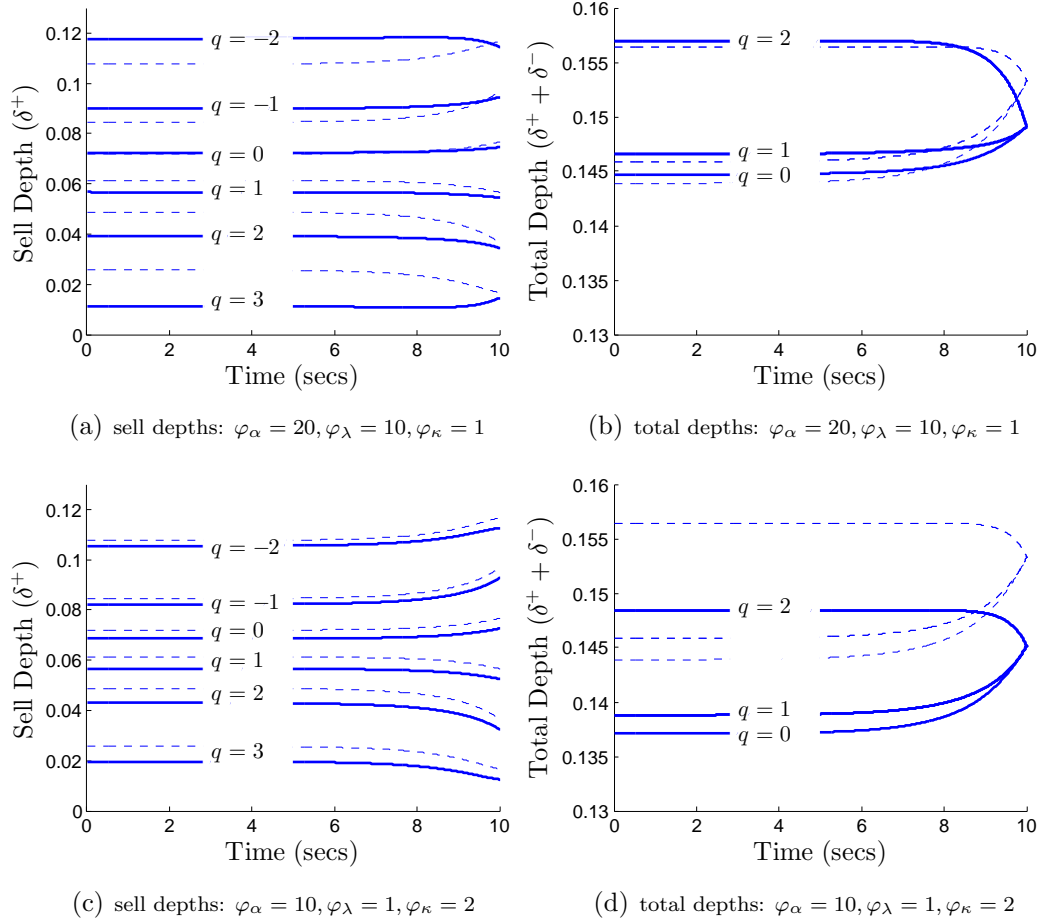 0.12
0.1
0.08
0.06
0.04
0.02
0
Sell Depth (δ⁺)
q = −2
q = −1
q = 0
q = 1
q = 2
q = 3
0 2 4 6 8 10
Time (secs)
(a) sell depths: φα = 20, φλ = 10, φκ = 1
0.16
0.155
0.15
0.145
0.14
0.135
0.13
Total Depth (δ⁺ + δ⁻)
q = 2
q = 1
q = 0
0 2 4 6 8 10
Time (secs)
(b) total depths: φα = 20, φλ = 10, φκ = 1
0.12
0.1
0.08
0.06
0.04
0.02
0
Sell Depth (δ⁺)
q = −2
q = −1
q = 0
q = 1
q = 2
q = 3
0 2 4 6 8 10
Time (secs)
(c) sell depths: φα = 10, φλ = 1, φκ = 2
0.16
0.155
0.15
0.145
0.14
0.135
0.13
Total Depth (δ⁺ + δ⁻)
q = 2
q = 1
q = 0
0 2 4 6 8 10
Time (secs)
(d) total depths: φα = 10, φλ = 1, φκ = 2